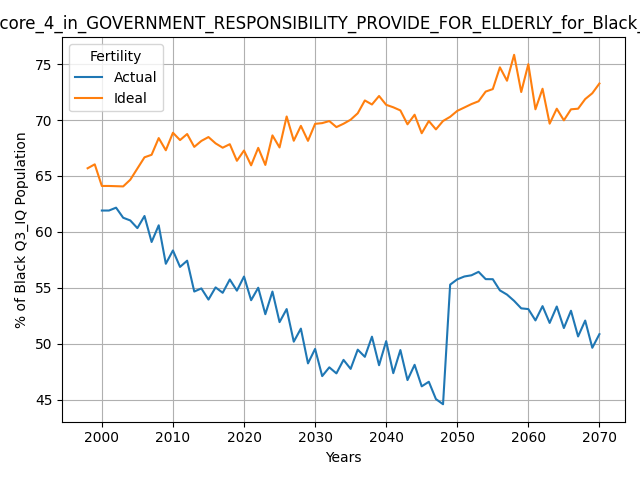 core_4_in_GOVERNMENT_RESPONSIBILITY_PROVIDE_FOR_ELDERLY_for_Black_
Fertility
Actual
Ideal
75
70
65
60
55
50
45
% of Black Q3_IQ Population
2000 2010 2020 2030 2040 2050 2060 2070
Years